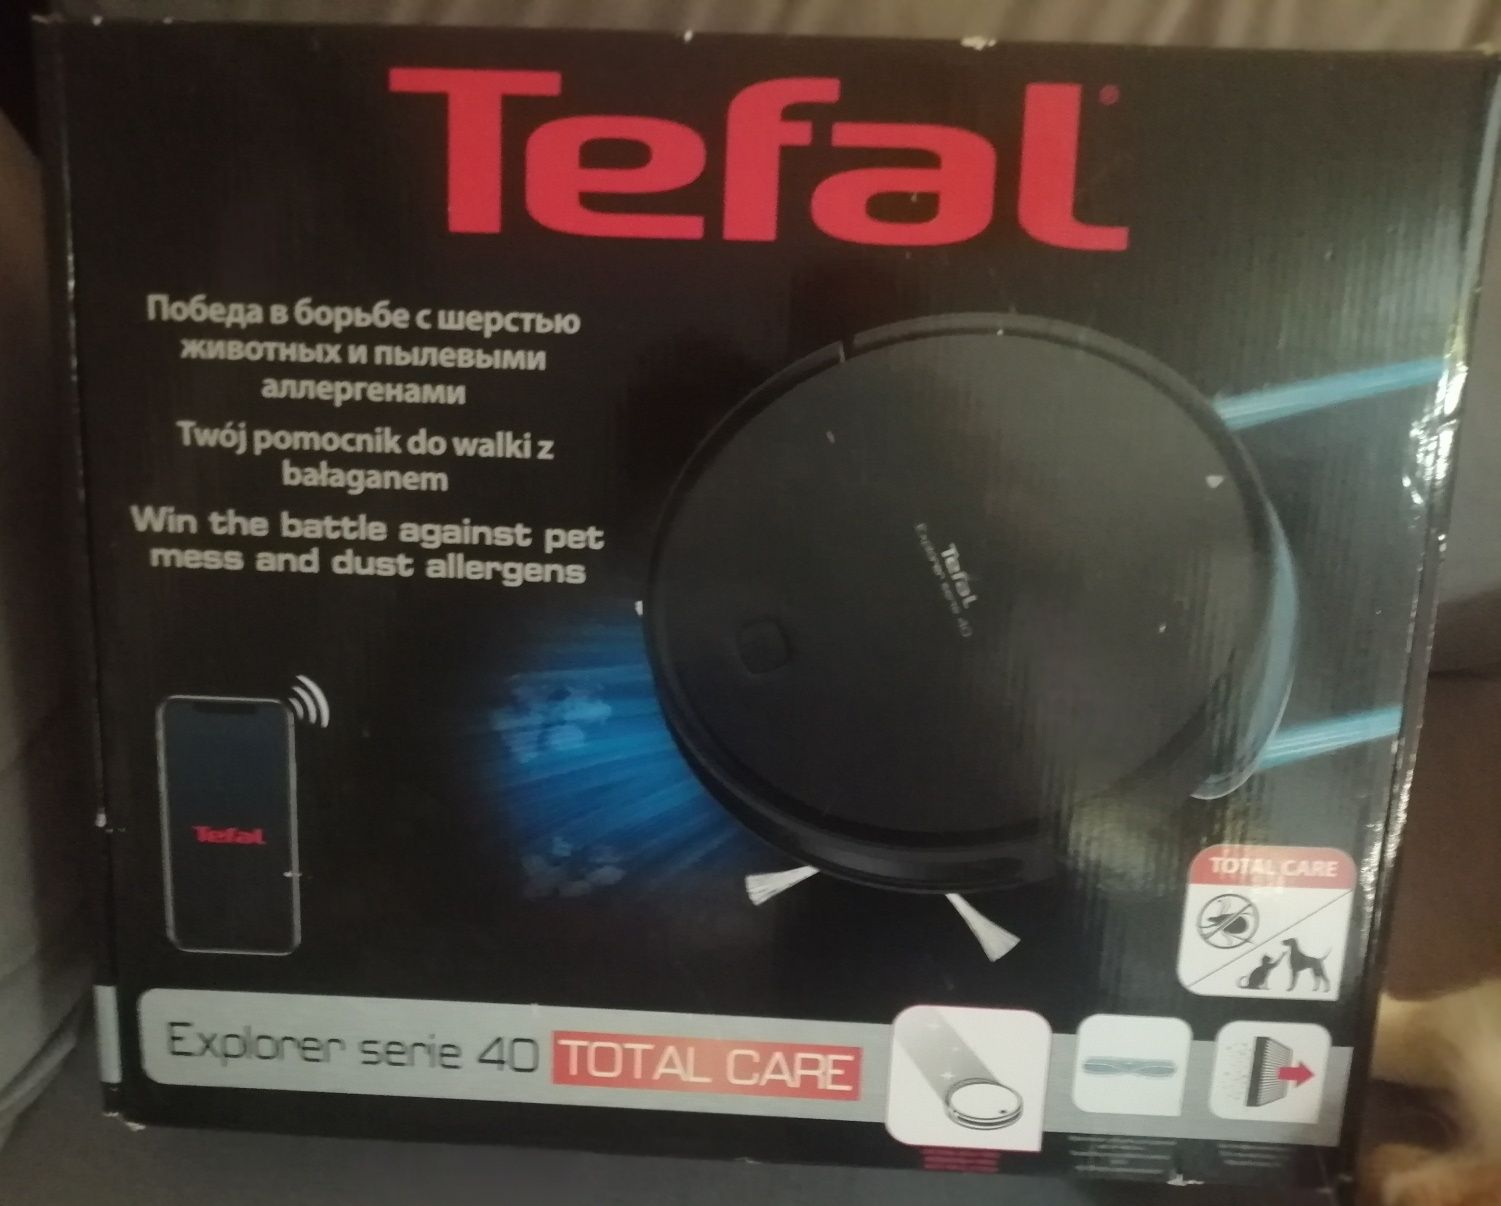 Tefal
Победа в борьбе с шерстью
животных и пылевыми
аллергенами
Twój pomocnik do walki z
bałaganem
Win the battle against pet
mess and dust allergens
Tefal
Explorer serie 40
Tefal
TOTAL CARE
Explorer serie 40 TOTAL CARE